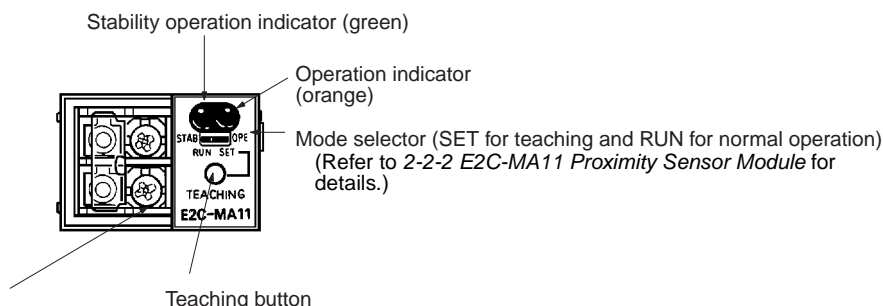 Stability operation indicator (green)
Operation indicator
(orange)
STAB OPE
RUN SET
Mode selector (SET for teaching and RUN for normal operation)
(Refer to 2-2-2 E2C-MA11 Proximity Sensor Module for
details.)
TEACHING
E2C-MA11
Teaching button